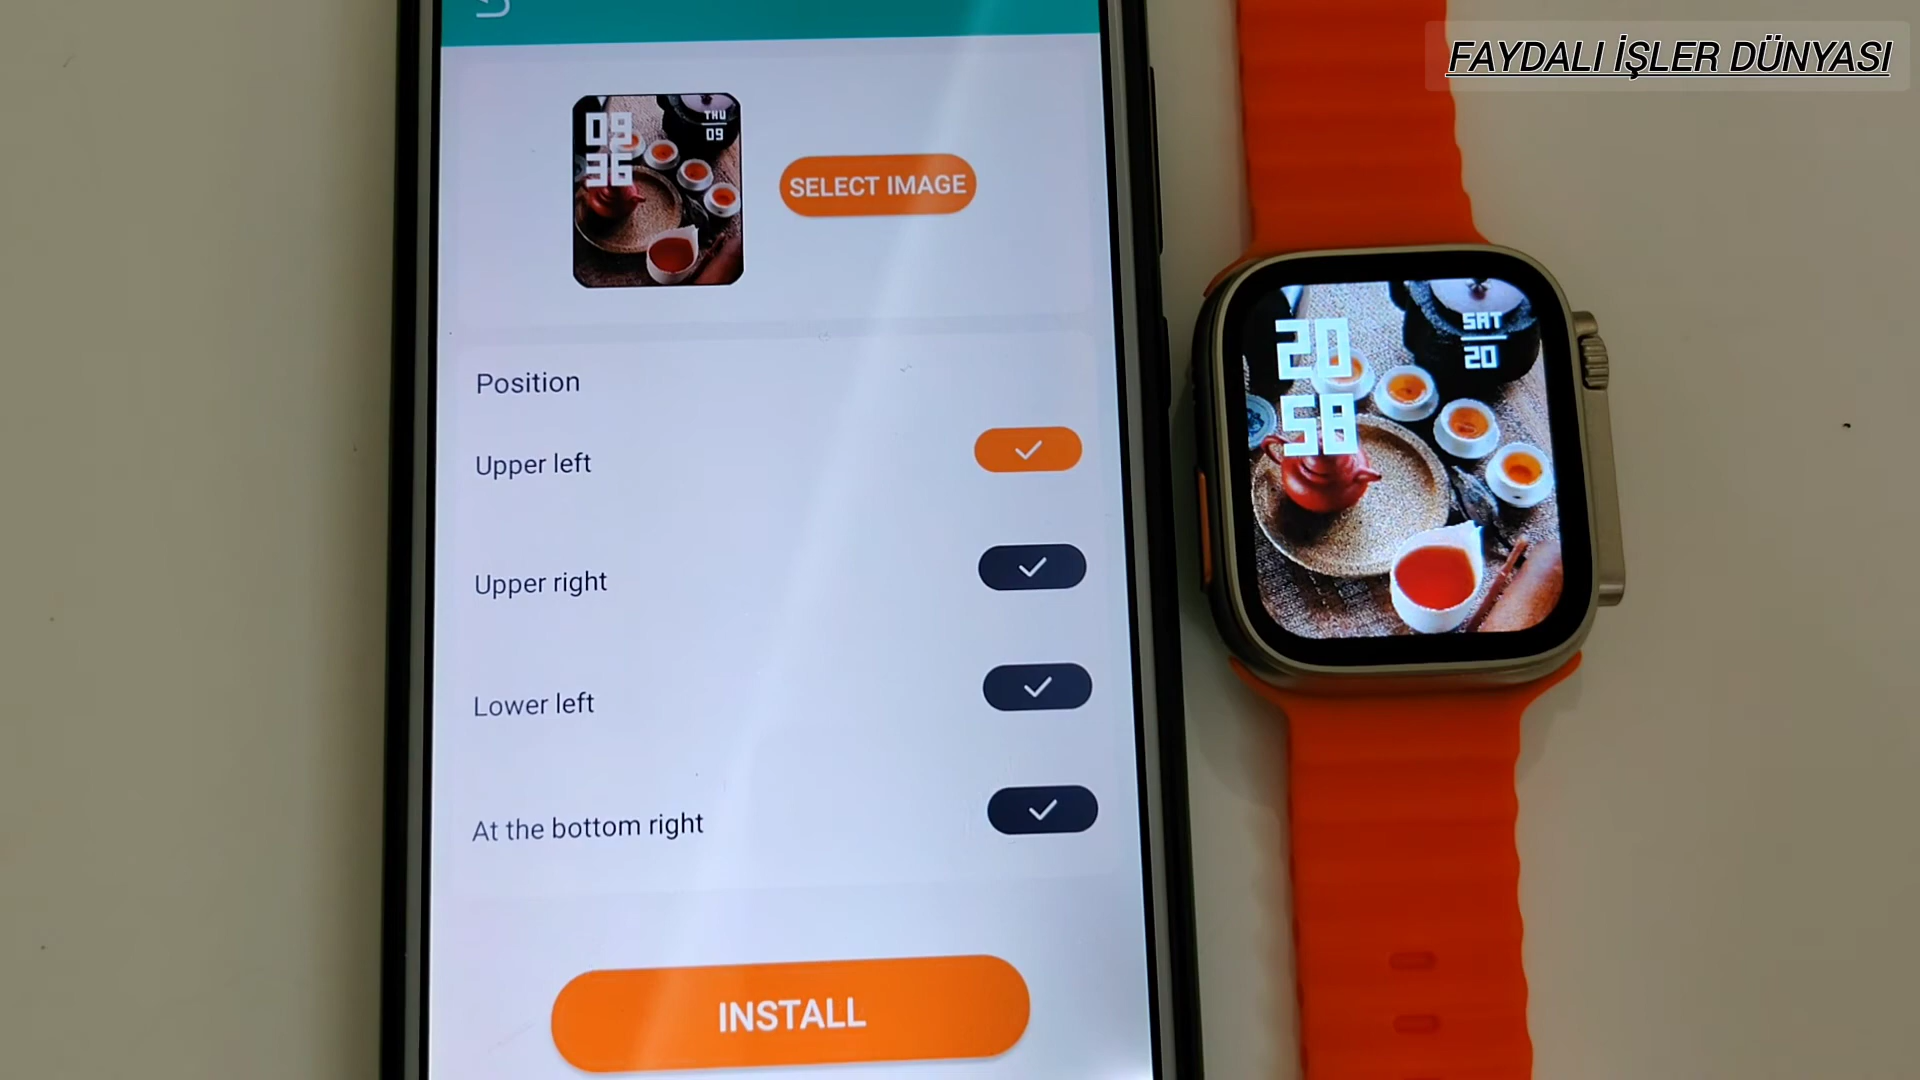 FAYDALI İŞLER DÜNYASI
09
36
THU
09
SELECT IMAGE
Position
Upper left
Upper right
Lower left
At the bottom right
INSTALL
20
58
SAT
20